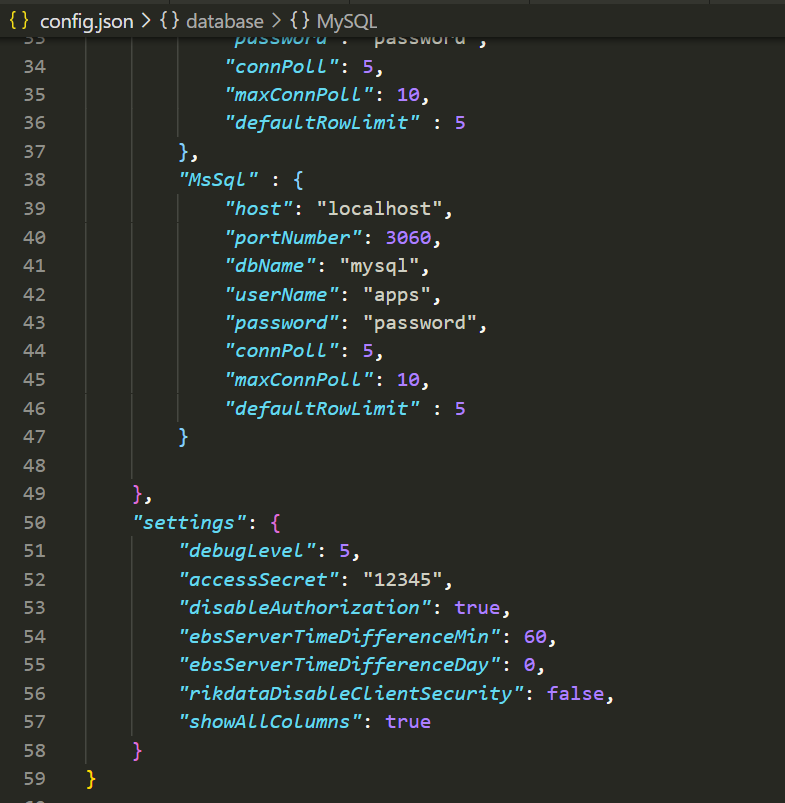 {} config.json > {} database > {} MySQL
33 "password": "password",
34 "connPoll": 5,
35 "maxConnPoll": 10,
36 "defaultRowLimit" : 5
37 },
38 "MsSql" : {
39 "host": "localhost",
40 "portNumber": 3060,
41 "dbName": "mysql",
42 "userName": "apps",
43 "password": "password",
44 "connPoll": 5,
45 "maxConnPoll": 10,
46 "defaultRowLimit" : 5
47 }
48
49 },
50 "settings": {
51 "debugLevel": 5,
52 "accessSecret": "12345",
53 "disableAuthorization": true,
54 "ebsServerTimeDifferenceMin": 60,
55 "ebsServerTimeDifferenceDay": 0,
56 "rikdataDisableClientSecurity": false,
57 "showAllColumns": true
58 }
59 }